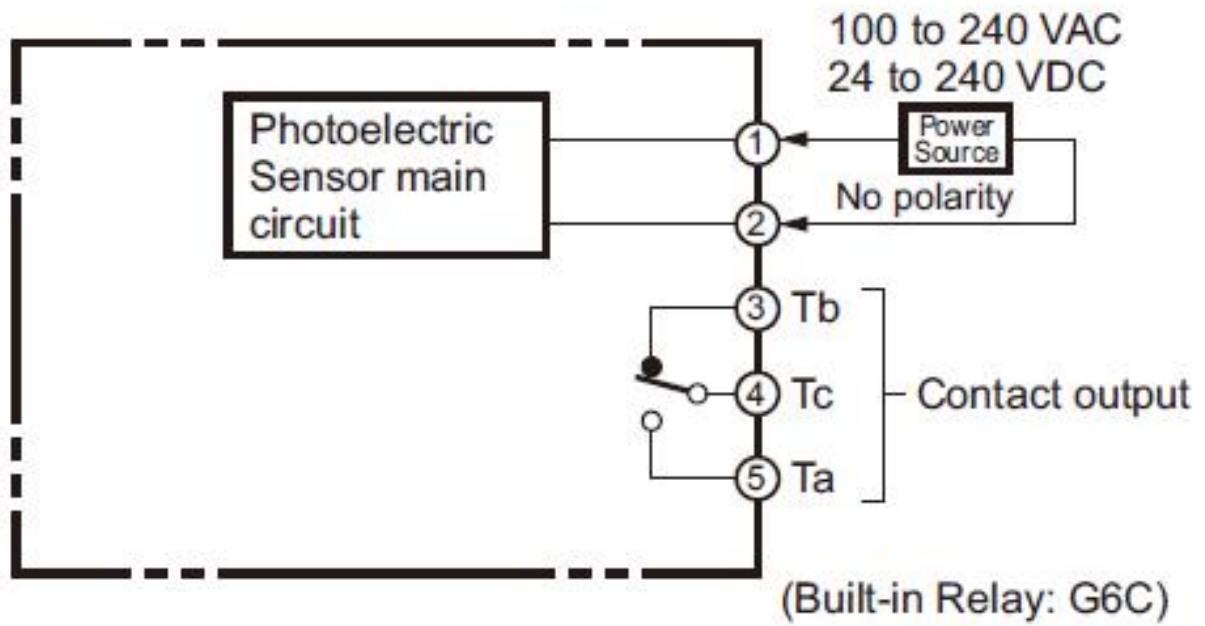 100 to 240 VAC
24 to 240 VDC
Photoelectric
Sensor main
circuit
1
Power
Source
No polarity
2
3 Tb
4 Tc
Contact output
5 Ta
(Built-in Relay: G6C)